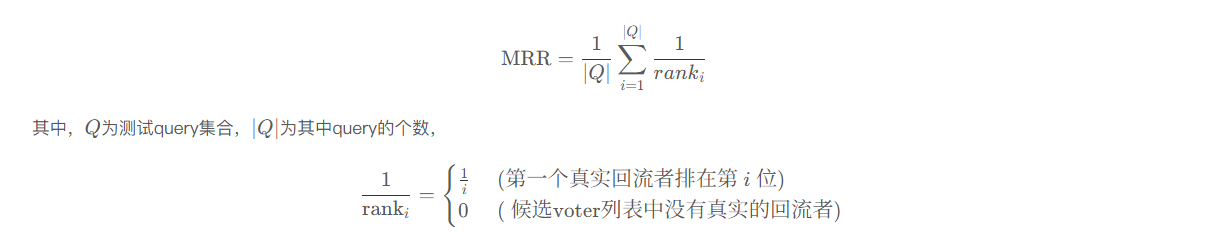 $$\mathrm{MRR} = \frac{1}{|Q|} \sum_{i=1}^{|Q|} \frac{1}{rank_i}$$
其中，$Q$为测试query集合，$|Q|$为其中query的个数，
$$\frac{1}{\mathrm{rank}_i} = \begin{cases} \frac{1}{i} & (第一个真实回流者排在第 i 位) \\ 0 & ( 候选voter列表中没有真实的回流者) \end{cases}$$